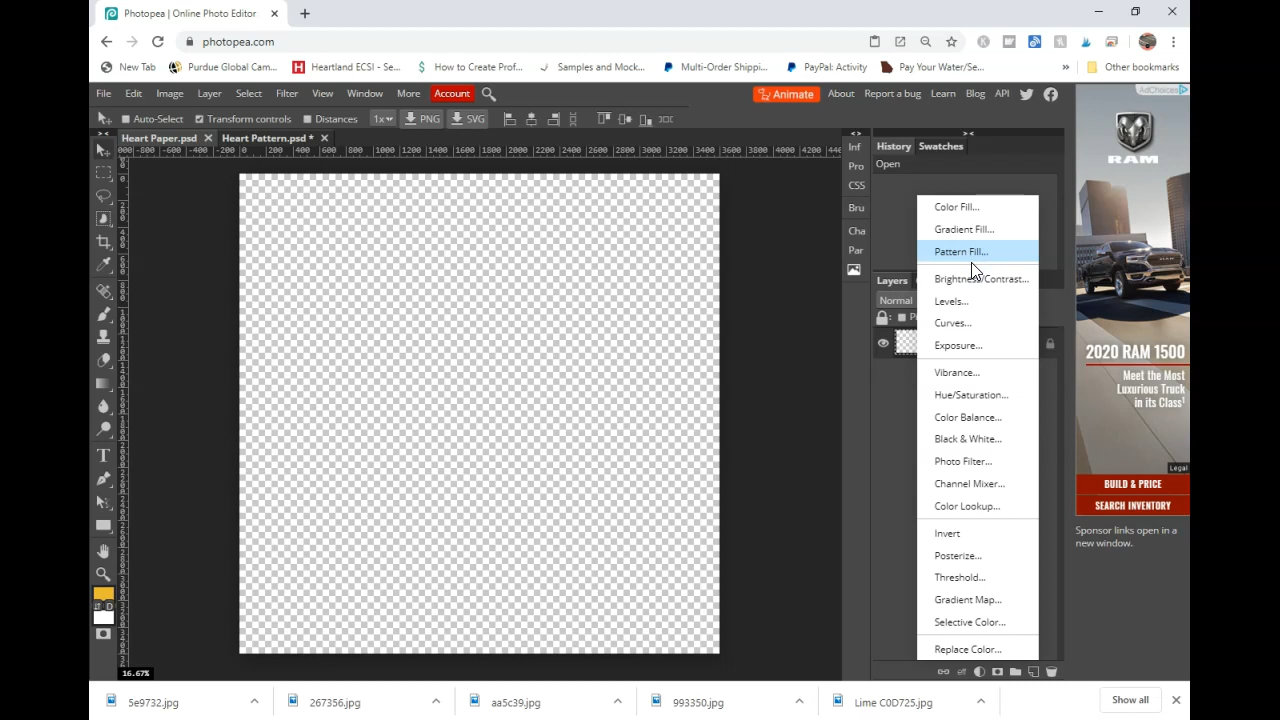 Photopea | Online Photo Editor
photopea.com
New Tab
Purdue Global Cam...
Heartland ECSI - Se...
How to Create Prof...
Samples and Mock...
Multi-Order Shippi...
PayPal: Activity
Pay Your Water/Se...
Other bookmarks
File Edit Image Layer Select Filter View Window More Account
Animate About Report a bug Learn Blog API
Auto-Select Transform controls Distances 1x PNG SVG
Heart Paper.psd
Heart Pattern.psd *
Inf
Pro
CSS
Bru
Cha
Par
History Swatches
Open
Layers
Normal
Color Fill...
Gradient Fill...
Pattern Fill...
Brightness/Contrast...
Levels...
Curves...
Exposure...
Vibrance...
Hue/Saturation...
Color Balance...
Black & White...
Photo Filter...
Channel Mixer...
Color Lookup...
Invert
Posterize...
Threshold...
Gradient Map...
Selective Color...
Replace Color...
AdChoices
RAM
2020 RAM 1500
Meet the Most
Luxurious Truck
in its Class¹
Legal
BUILD & PRICE
SEARCH INVENTORY
Sponsor links open in a
new window.
16.67%
5e9732.jpg
267356.jpg
aa5c39.jpg
993350.jpg
Lime C0D725.jpg
Show all